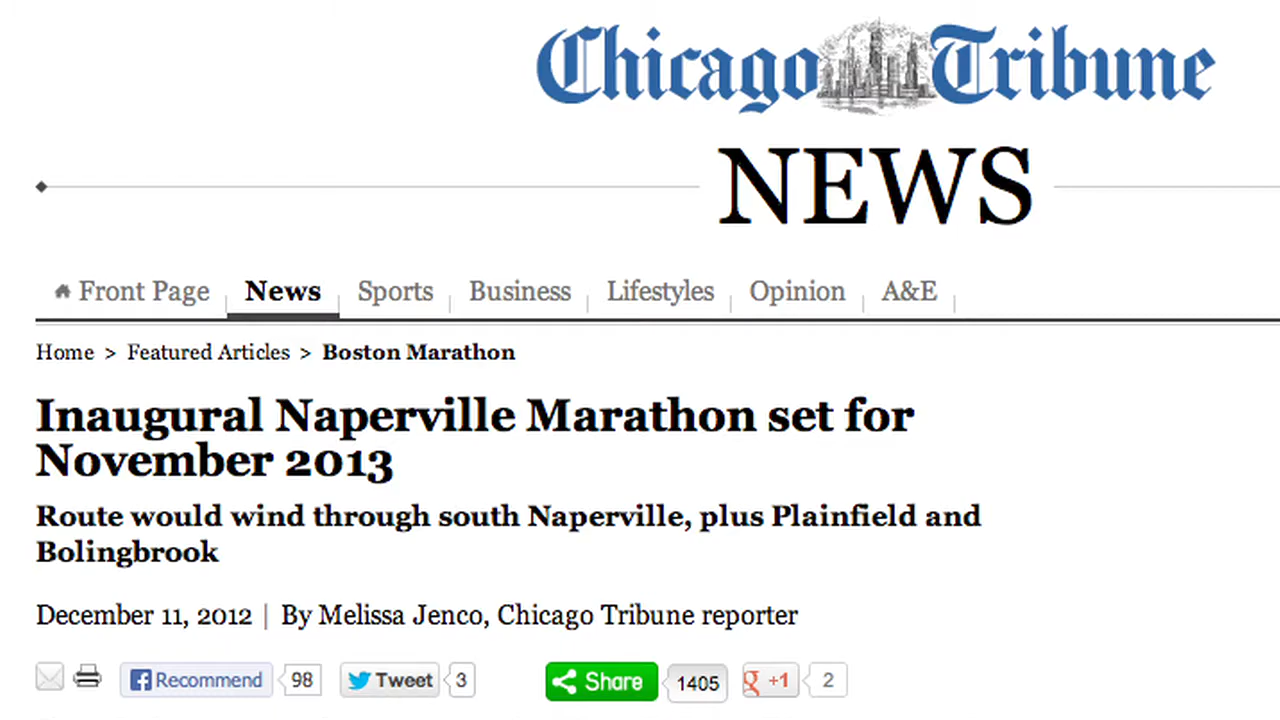 Chicago Tribune
NEWS
Front Page News Sports Business Lifestyles Opinion A&E
Home > Featured Articles > Boston Marathon
Inaugural Naperville Marathon set for
November 2013
Route would wind through south Naperville, plus Plainfield and
Bolingbrook
December 11, 2012 | By Melissa Jenco, Chicago Tribune reporter
Recommend 98 Tweet 3 Share 1405 g +1 2